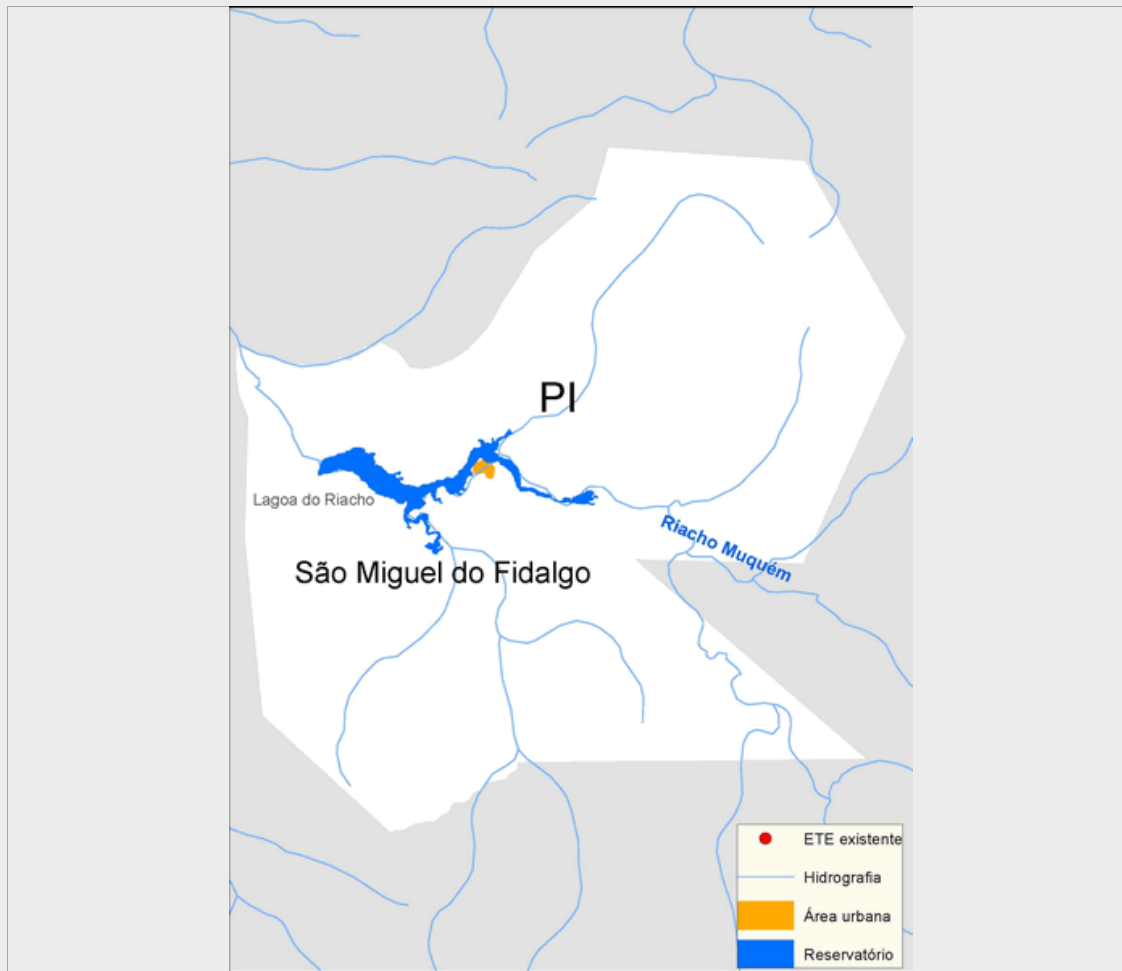 PI
Lagoa do Riacho
Riacho Muquém
São Miguel do Fidalgo
ETE existente
Hidrografia
Área urbana
Reservatório